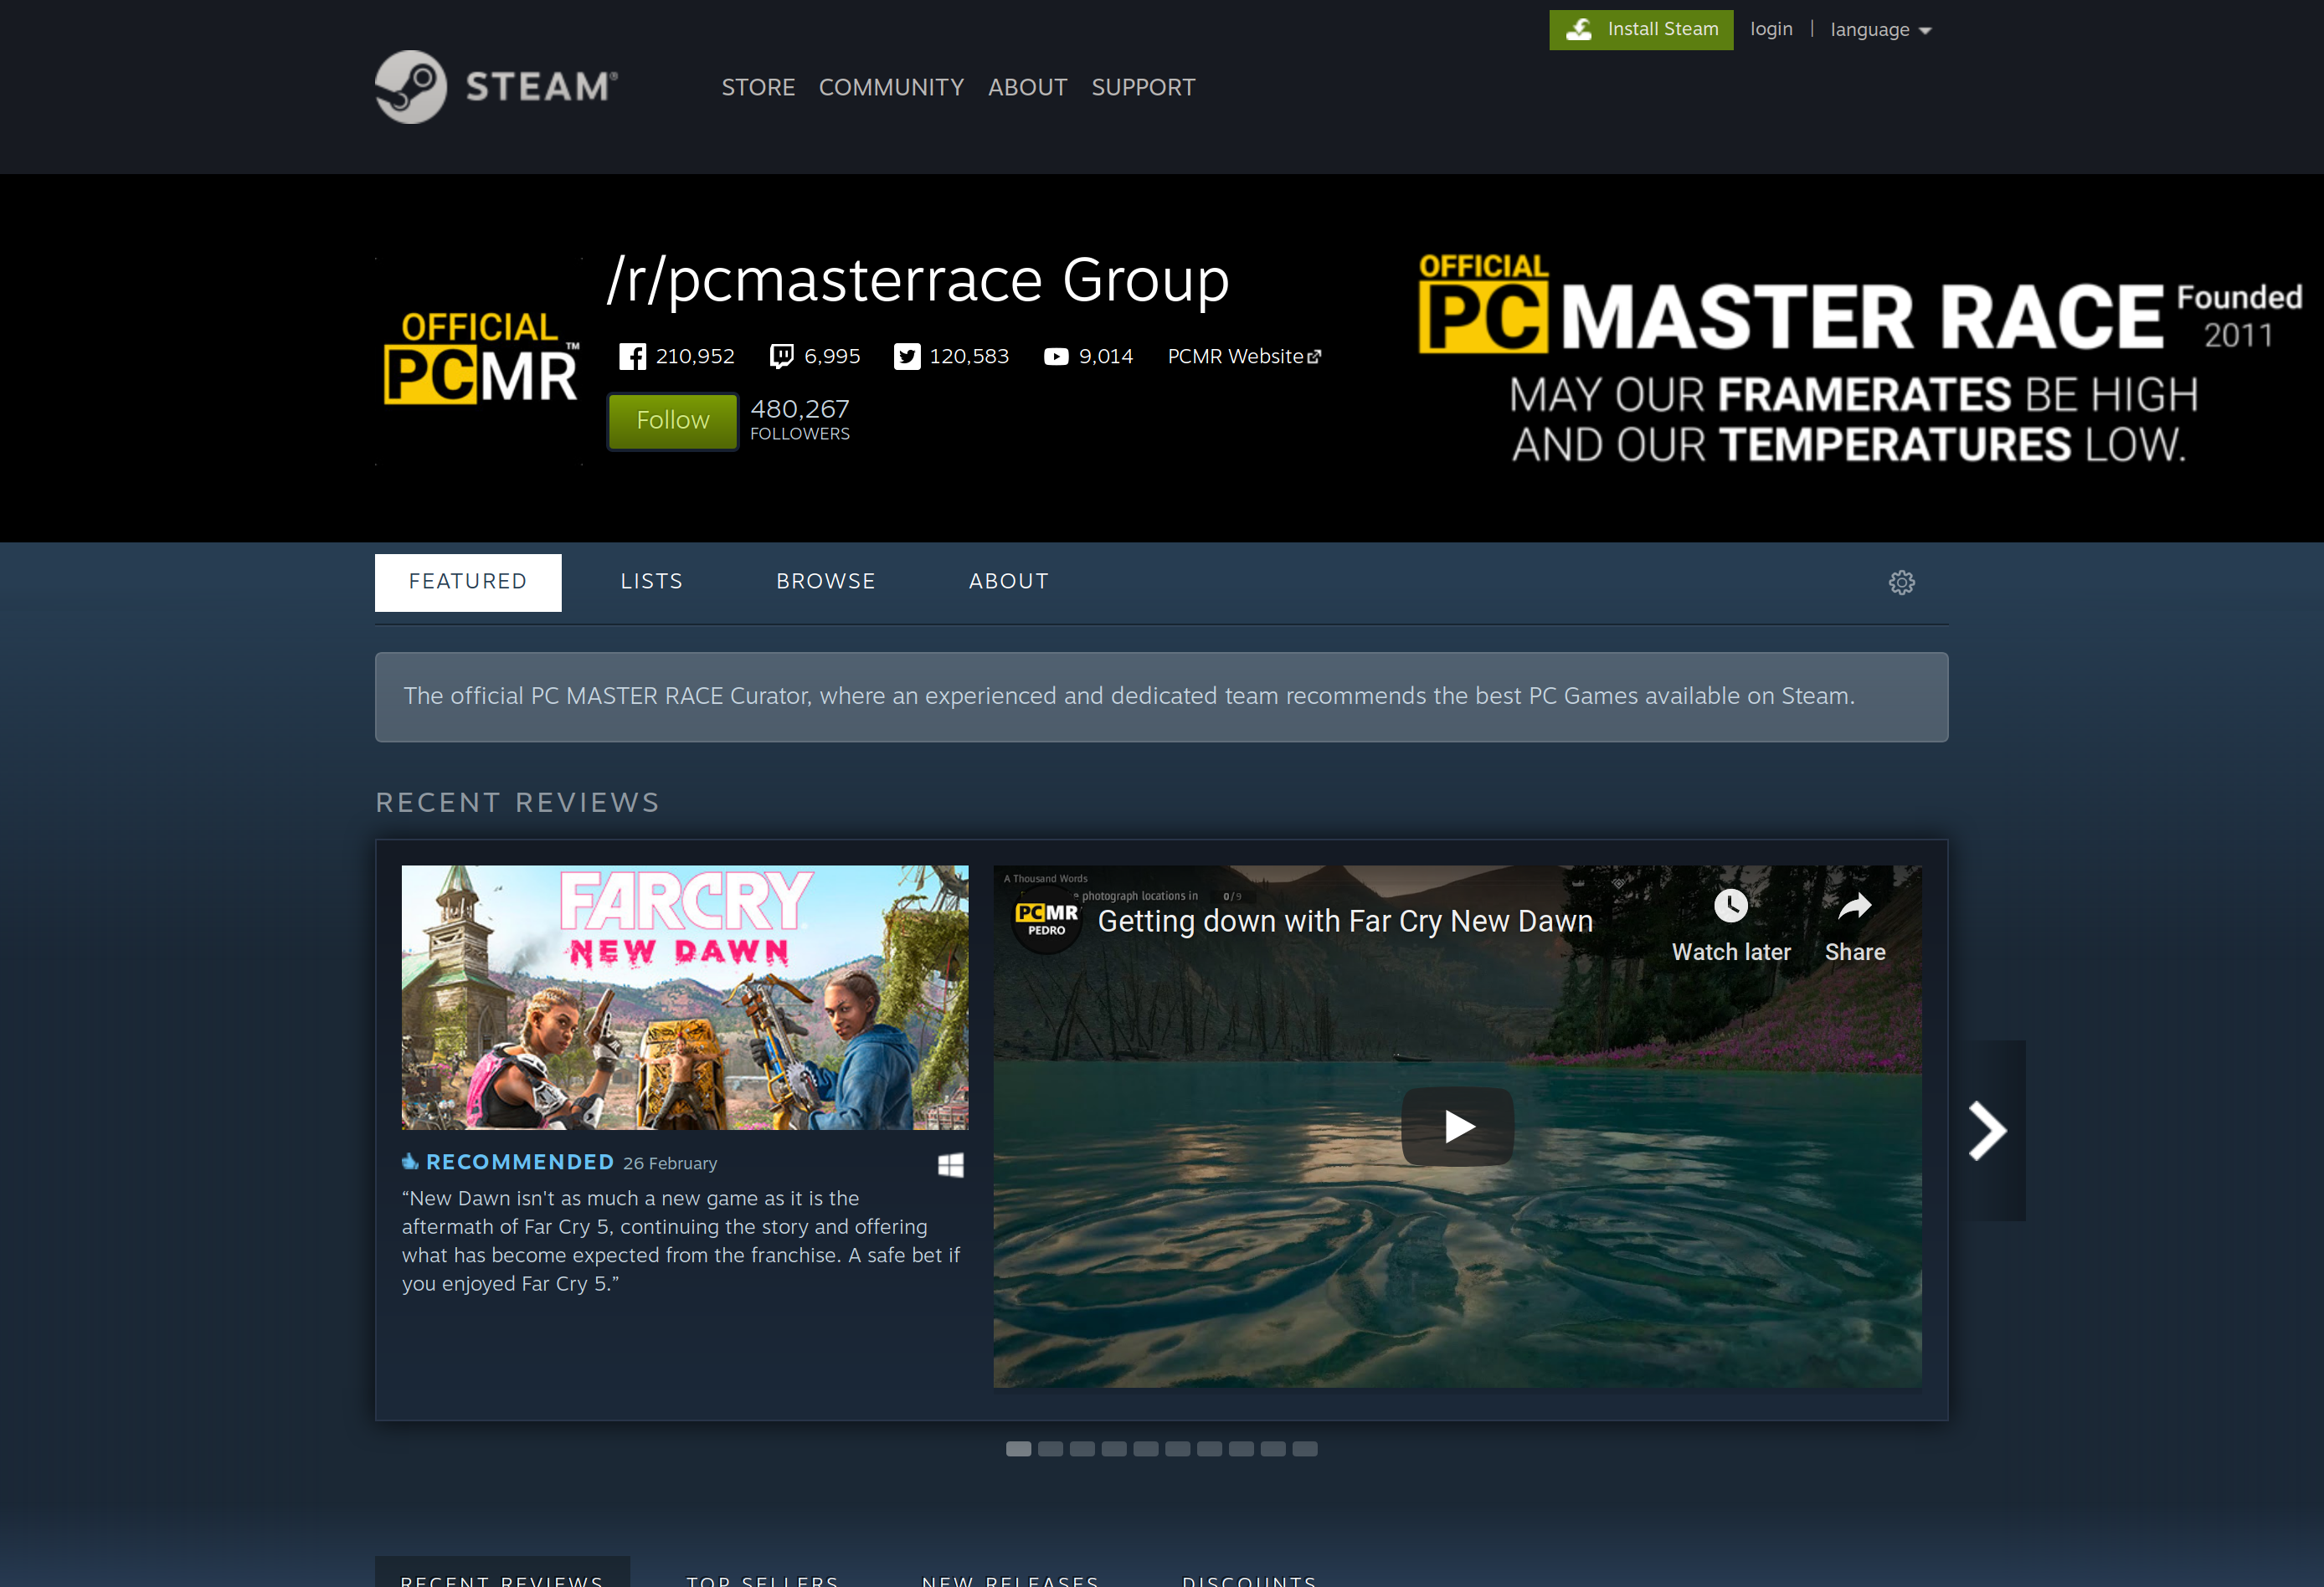 Install Steam
login | language
STEAM®
STORE COMMUNITY ABOUT SUPPORT
OFFICIAL
PCMR™
/r/pcmasterrace Group
210,952 6,995 120,583 9,014 PCMR Website
Follow
480,267
FOLLOWERS
OFFICIAL
PC MASTER RACE Founded 2011
MAY OUR FRAMERATES BE HIGH
AND OUR TEMPERATURES LOW.
FEATURED LISTS BROWSE ABOUT
The official PC MASTER RACE Curator, where an experienced and dedicated team recommends the best PC Games available on Steam.
RECENT REVIEWS
FARCRY
NEW DAWN
RECOMMENDED 26 February
“New Dawn isn't as much a new game as it is the
aftermath of Far Cry 5, continuing the story and offering
what has become expected from the franchise. A safe bet if
you enjoyed Far Cry 5.”
A Thousand Words
photograph locations in 0/9
PCMR
PEDRO
Getting down with Far Cry New Dawn
Watch later Share
RECENT REVIEWS TOP SELLERS NEW RELEASES DISCOUNTS